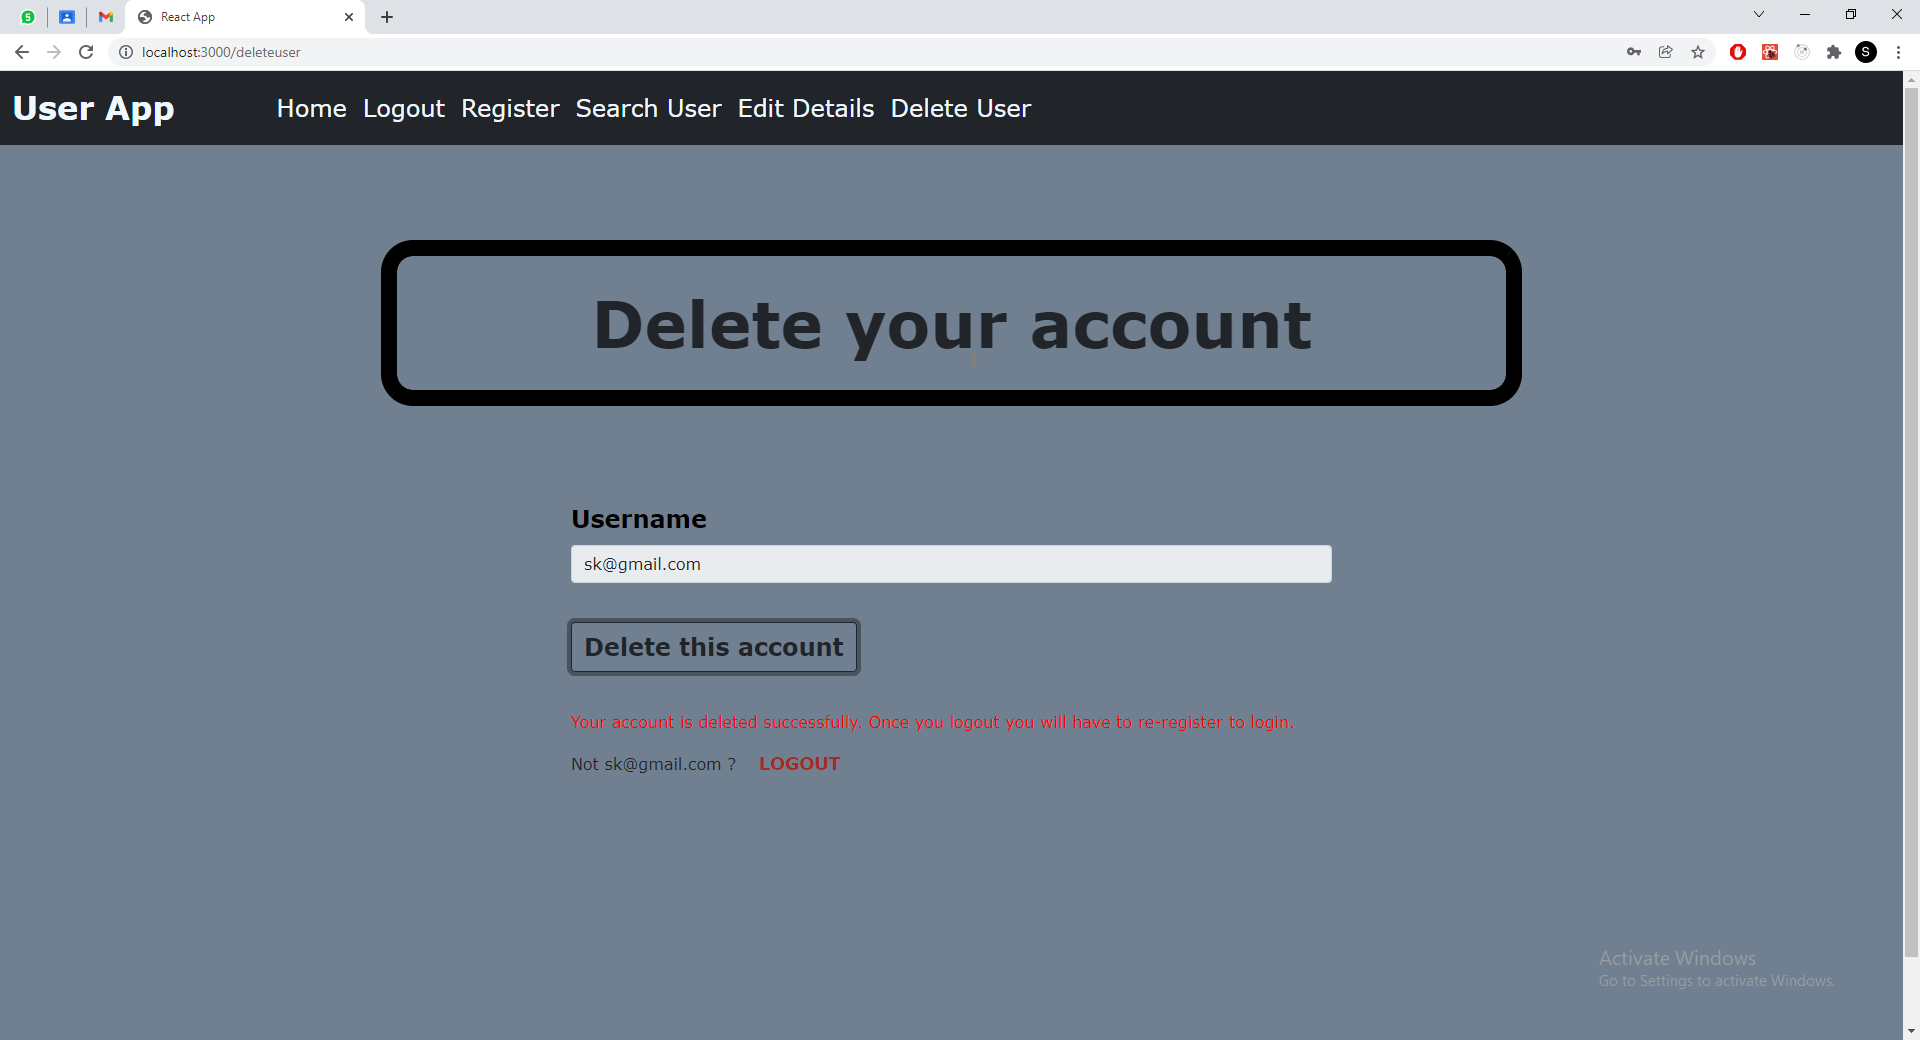 5
React App
localhost:3000/deleteuser
S
User App
Home Logout Register Search User Edit Details Delete User
Delete your account
Username
sk@gmail.com
Delete this account
Your account is deleted successfully. Once you logout you will have to re-register to login.
Not sk@gmail.com ? LOGOUT
Activate Windows
Go to Settings to activate Windows.